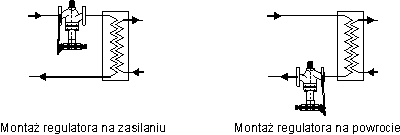 Montaż regulatora na zasilaniu
Montaż regulatora na powrocie